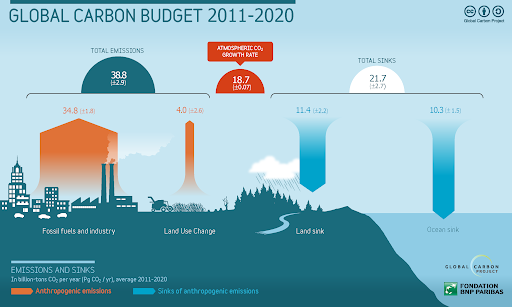 GLOBAL CARBON BUDGET 2011-2020
Global Carbon Project
TOTAL EMISSIONS
38.8
(±2.9)
ATMOSPHERIC CO₂
GROWTH RATE
18.7
(±0.07)
TOTAL SINKS
21.7
(±2.7)
34.8 (±1.8)
4.0 (±2.6)
11.4 (±2.2)
10.3 (±1.5)
Fossil fuels and industry
Land Use Change
Land sink
Ocean sink
EMISSIONS AND SINKS
In billion-tons CO₂ per year (Pg CO₂ / yr), average 2011-2020
Anthropogenic emissions
Sinks of anthropogenic emissions
GLOBAL CARBON
PROJECT
FONDATION
BNP PARIBAS